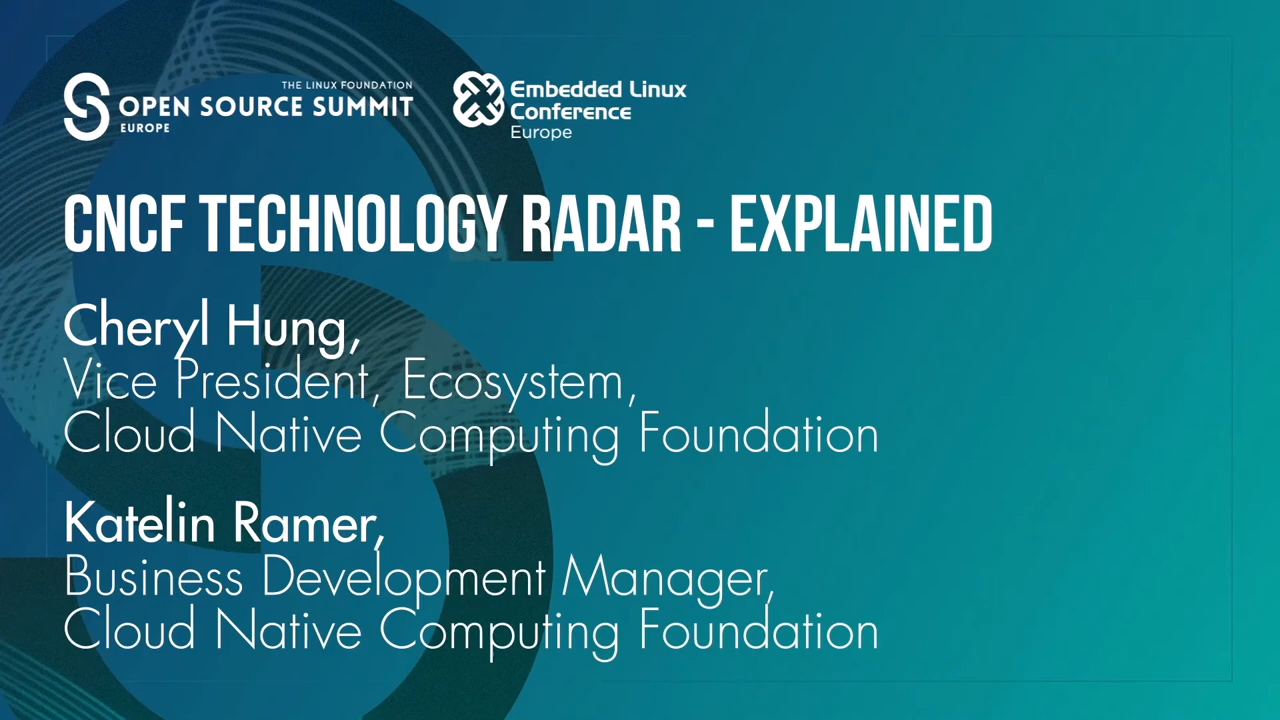 THE LINUX FOUNDATION
OPEN SOURCE SUMMIT
EUROPE
Embedded Linux
Conference
Europe
CNCF TECHNOLOGY RADAR - EXPLAINED
Cheryl Hung,
Vice President, Ecosystem,
Cloud Native Computing Foundation
Katelin Ramer,
Business Development Manager,
Cloud Native Computing Foundation